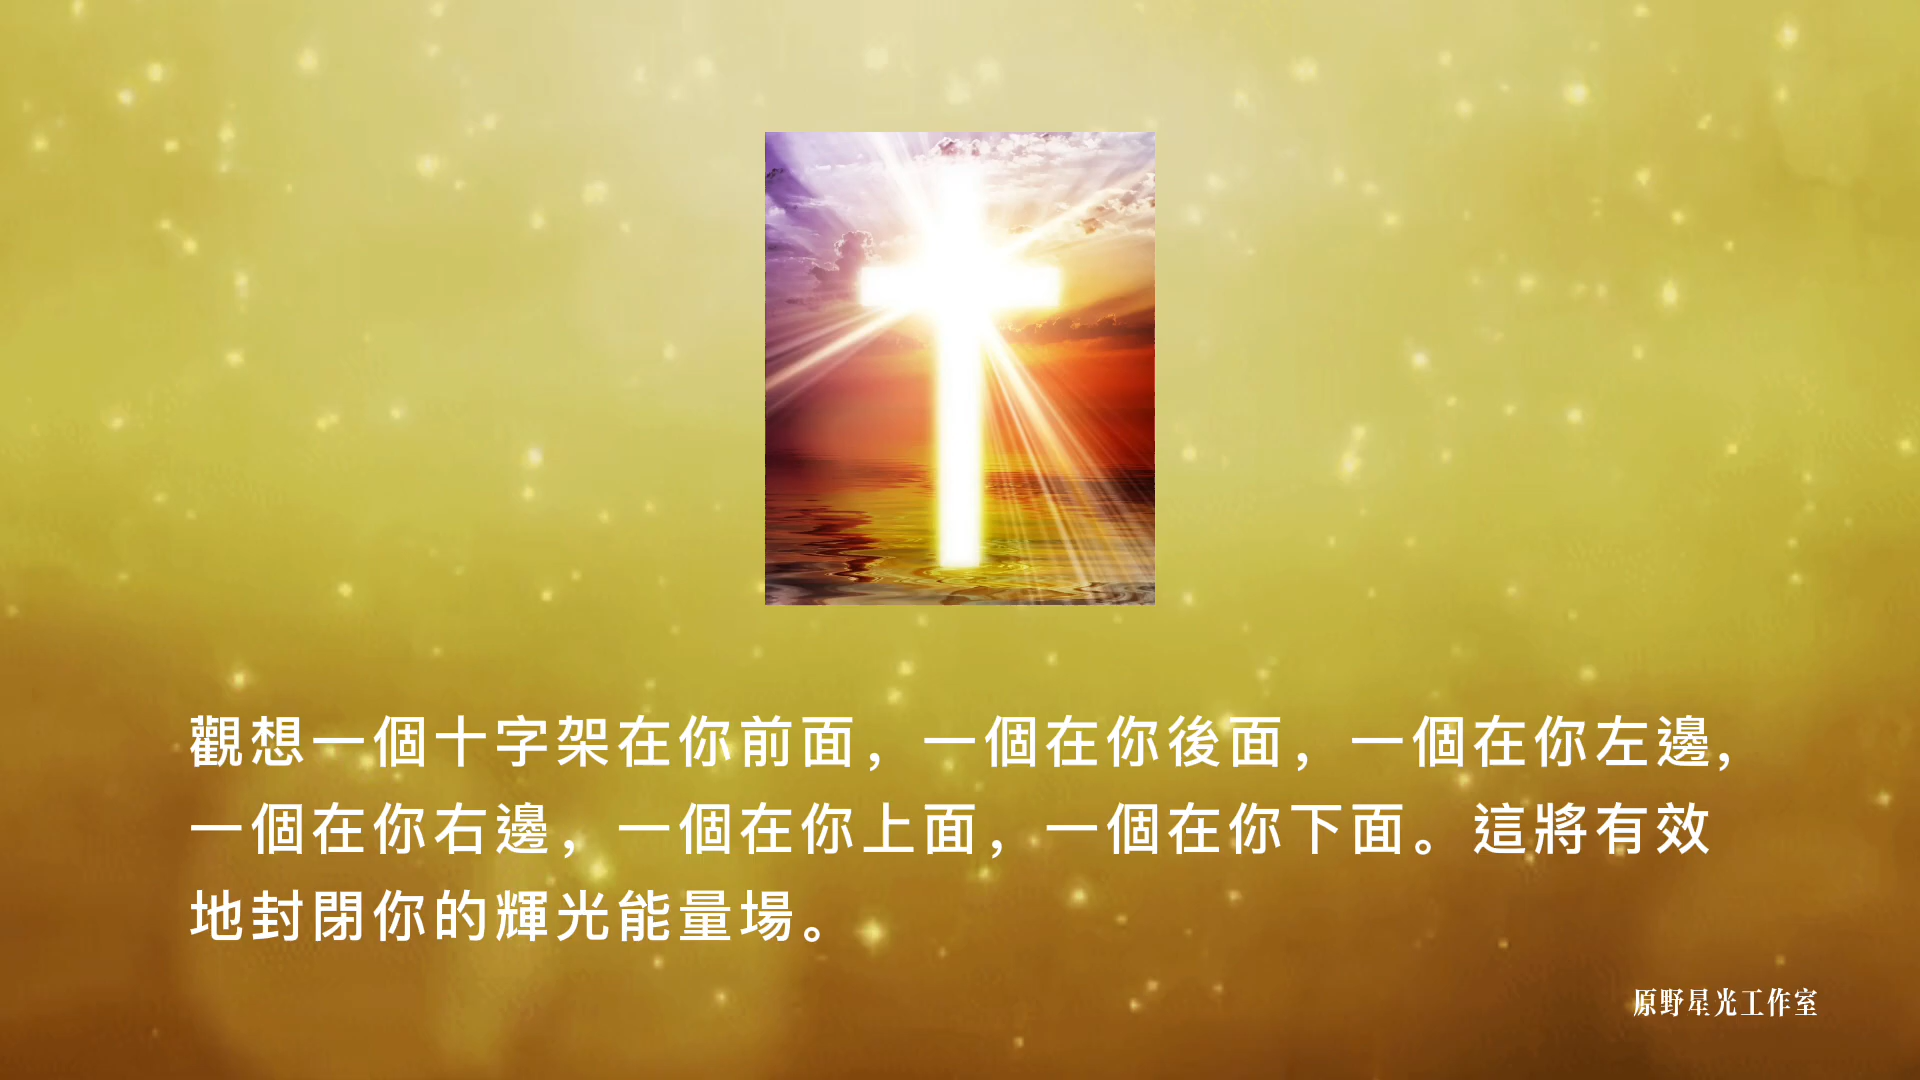 觀想一個十字架在你前面，一個在你後面，一個在你左邊，
一個在你右邊，一個在你上面，一個在你下面。這將有效
地封閉你的輝光能量場。
原野星光工作室